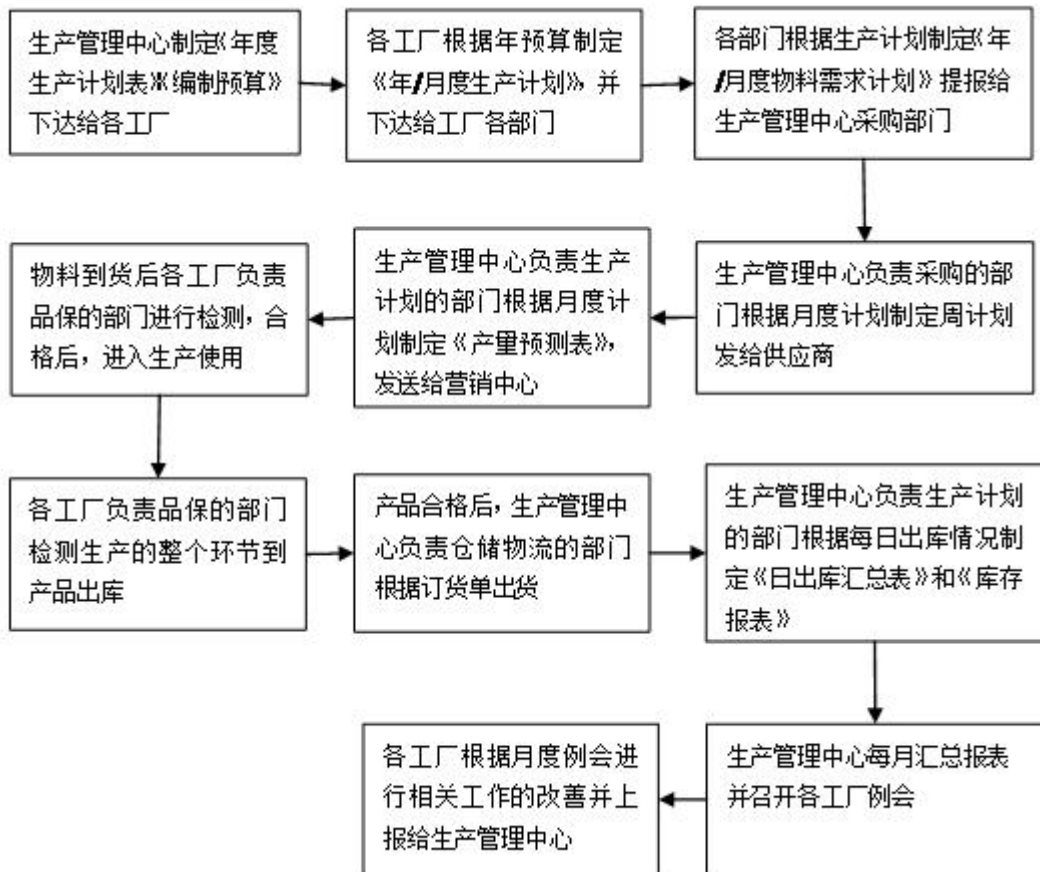 生产管理中心制定《年度
生产计划表》《编制预算》
下达给各工厂
各工厂根据年预算制定
《年/月度生产计划》，并
下达给工厂各部门
各部门根据生产计划制定《年
/月度物料需求计划》提报给
生产管理中心采购部门
生产管理中心负责采购的部
门根据月度计划制定周计划
发给供应商
生产管理中心负责生产
计划的部门根据月度计
划制定《产量预测表》，
发送给营销中心
物料到货后各工厂负责
品保的部门进行检测，合
格后，进入生产使用
各工厂负责品保的部门
检测生产的整个环节到
产品出库
产品合格后，生产管理中
心负责仓储物流的部门
根据订货单出货
生产管理中心负责生产计划
的部门根据每日出库情况制
定《日出库汇总表》和《库存
报表》
生产管理中心每月汇总报表
并召开各工厂例会
各工厂根据月度例会进
行相关工作的改善并上
报给生产管理中心